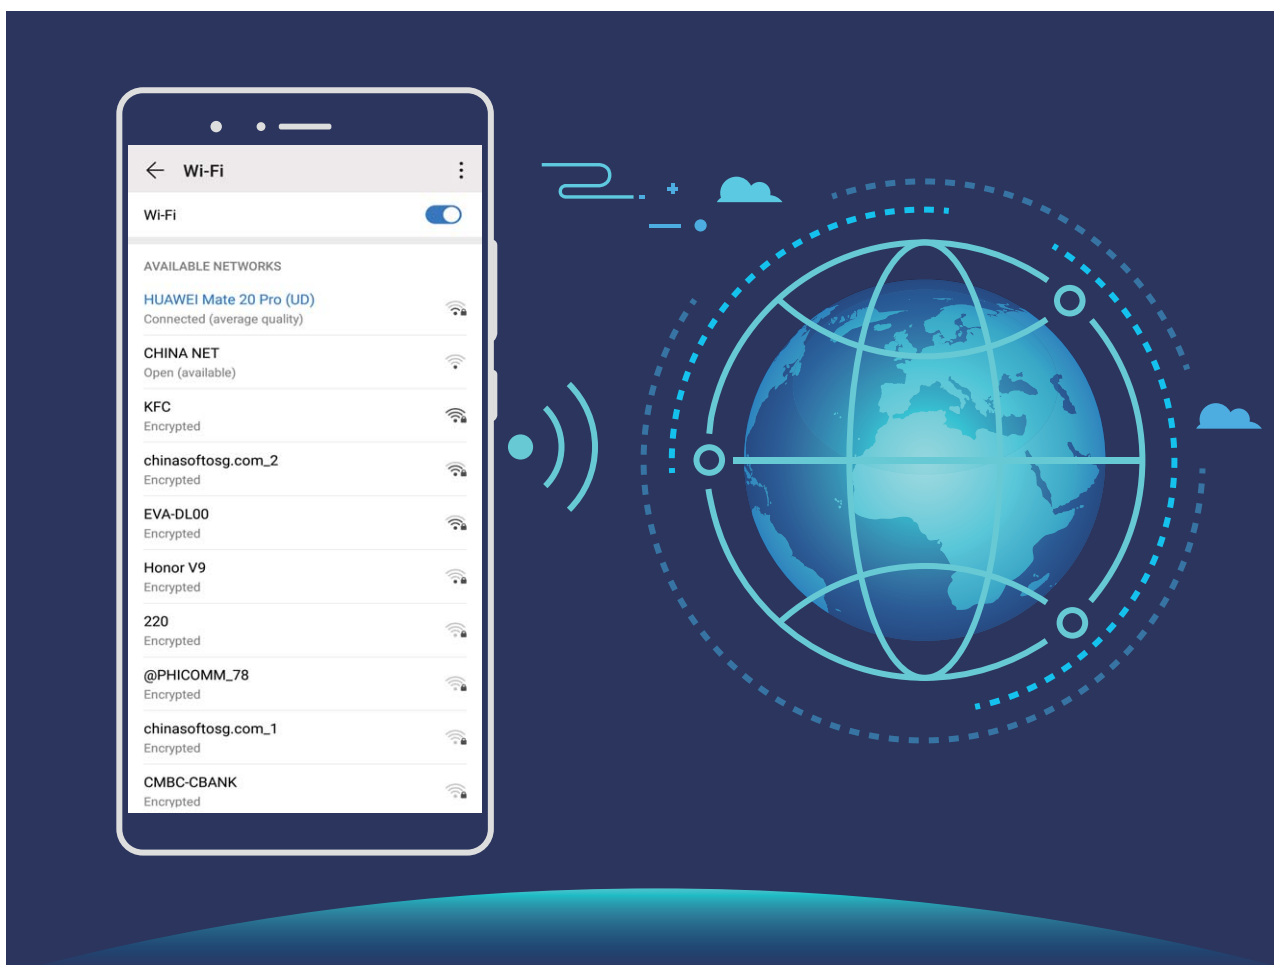 Wi-Fi
Wi-Fi
AVAILABLE NETWORKS
HUAWEI Mate 20 Pro (UD)
Connected (average quality)
CHINA NET
Open (available)
KFC
Encrypted
chinasoftosg.com_2
Encrypted
EVA-DL00
Encrypted
Honor V9
Encrypted
220
Encrypted
@PHICOMM_78
Encrypted
chinasoftosg.com_1
Encrypted
CMBC-CBANK
Encrypted